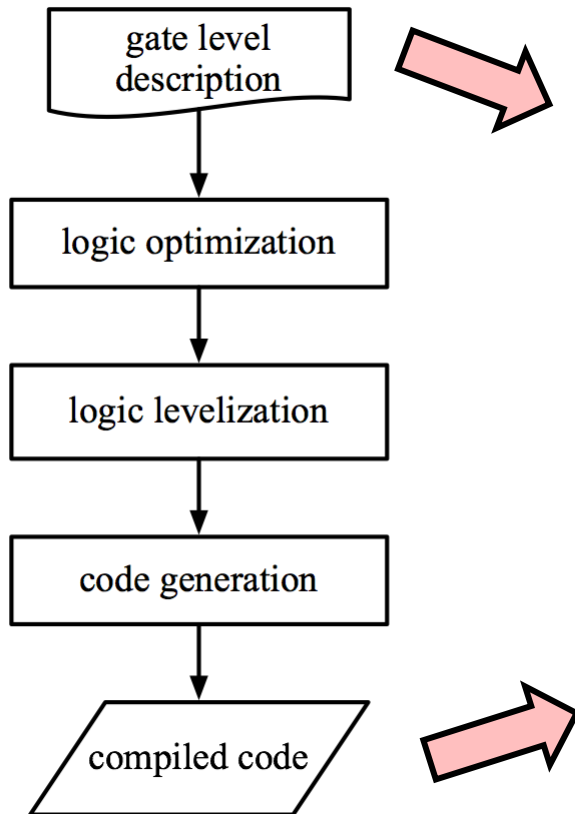 gate level
description
logic optimization
logic levelization
code generation
compiled code